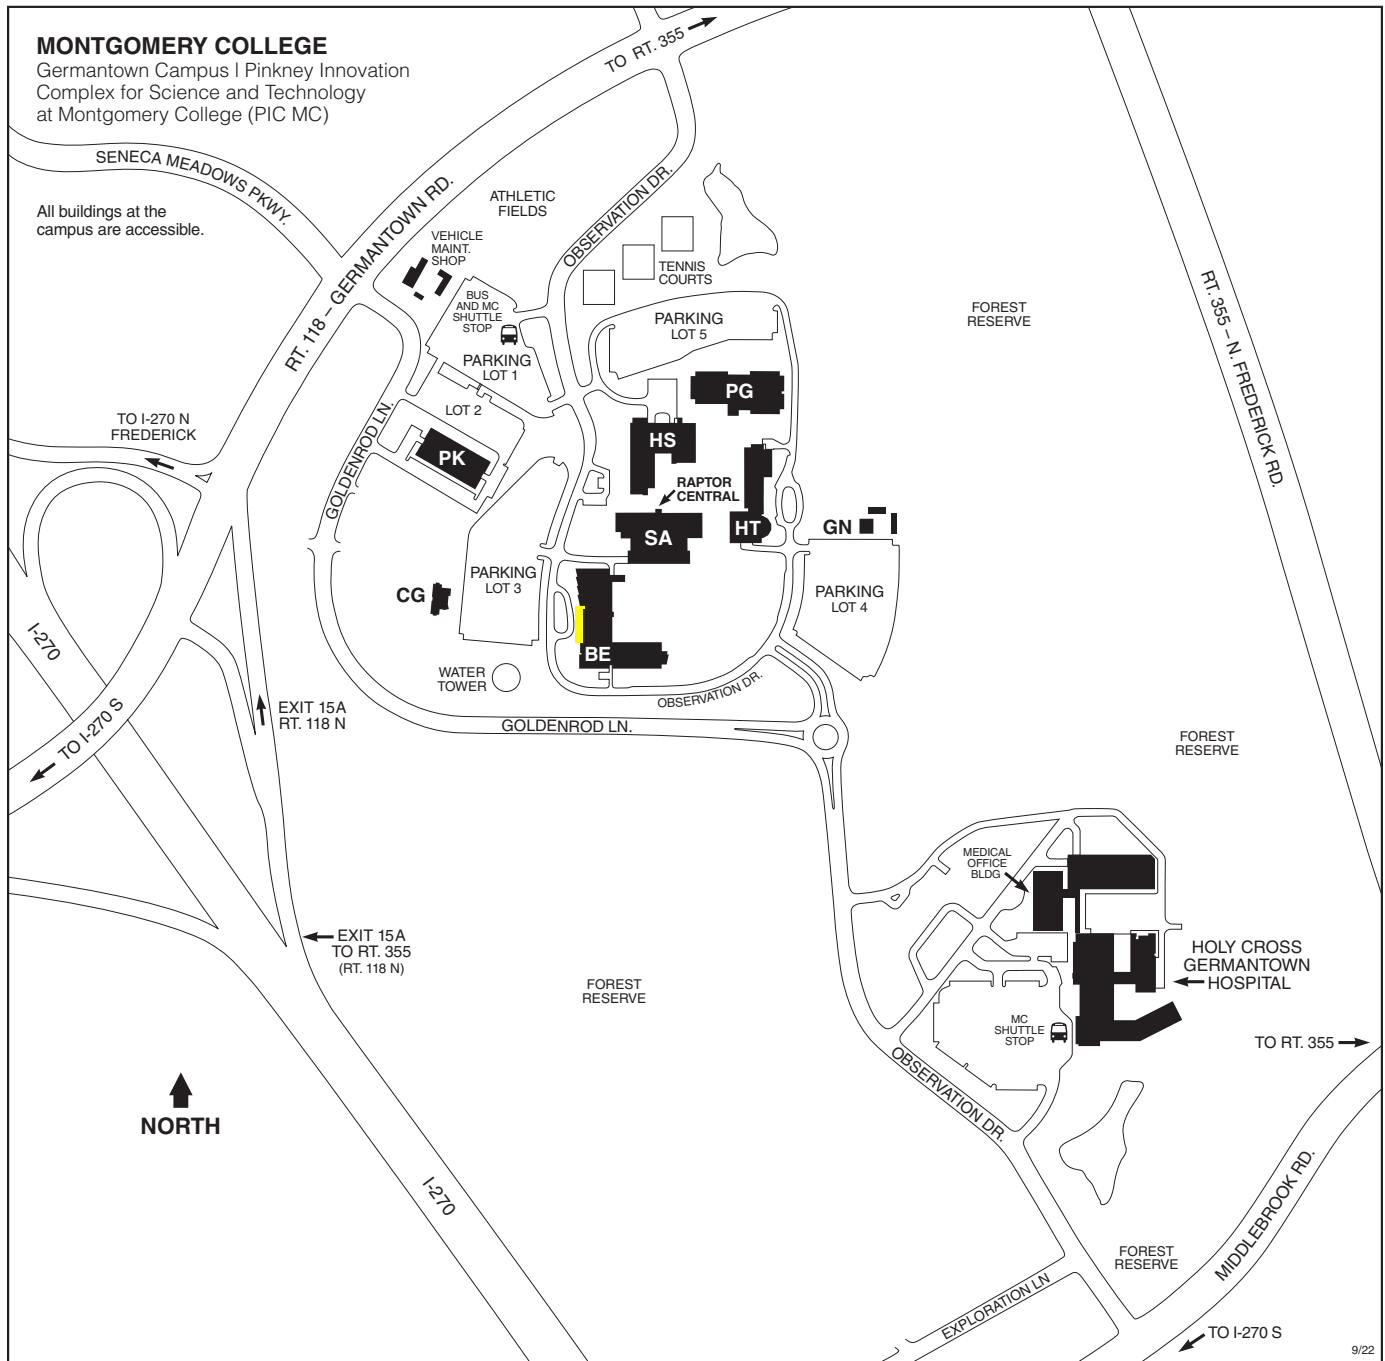 MONTGOMERY COLLEGE
Germantown Campus | Pinkney Innovation
Complex for Science and Technology
at Montgomery College (PIC MC)
TO RT. 355
SENECA MEADOWS PKWY.
All buildings at the
campus are accessible.
RT. 118 – GERMANTOWN RD.
ATHLETIC
FIELDS
OBSERVATION DR.
VEHICLE
MAINT.
SHOP
TENNIS
COURTS
BUS
AND MC
SHUTTLE
STOP
PARKING
LOT 1
PARKING
LOT 5
FOREST
RESERVE
RT. 355 – N. FREDERICK RD.
TO I-270 N
FREDERICK
GOLDENROD LN.
LOT 2
PK
PG
HS
RAPTOR
CENTRAL
SA
HT
GN
PARKING
LOT 3
PARKING
LOT 4
CG
BE
WATER
TOWER
OBSERVATION DR.
GOLDENROD LN.
I-270
TO I-270 S
EXIT 15A
RT. 118 N
FOREST
RESERVE
MEDICAL
OFFICE
BLDG
EXIT 15A
TO RT. 355
(RT. 118 N)
HOLY CROSS
GERMANTOWN
HOSPITAL
FOREST
RESERVE
MC
SHUTTLE
STOP
TO RT. 355
OBSERVATION DR.
NORTH
I-270
MIDDLEBROOK RD.
FOREST
RESERVE
EXPLORATION LN
TO I-270 S
9/22